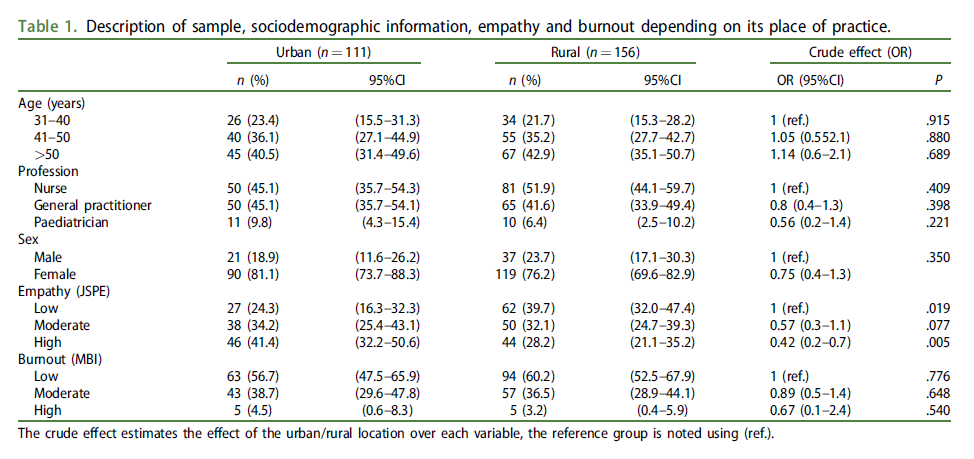 Table 1. Description of sample, sociodemographic information, empathy and burnout depending on its place of practice.
Urban (n = 111) Rural (n = 156) Crude effect (OR)
n (%) 95%CI n (%) 95%CI OR (95%CI) P
Age (years)
31–40 26 (23.4) (15.5–31.3) 34 (21.7) (15.3–28.2) 1 (ref.) .915
41–50 40 (36.1) (27.1–44.9) 55 (35.2) (27.7–42.7) 1.05 (0.552.1) .880
>50 45 (40.5) (31.4–49.6) 67 (42.9) (35.1–50.7) 1.14 (0.6–2.1) .689
Profession
Nurse 50 (45.1) (35.7–54.3) 81 (51.9) (44.1–59.7) 1 (ref.) .409
General practitioner 50 (45.1) (35.7–54.1) 65 (41.6) (33.9–49.4) 0.8 (0.4–1.3) .398
Paediatrician 11 (9.8) (4.3–15.4) 10 (6.4) (2.5–10.2) 0.56 (0.2–1.4) .221
Sex
Male 21 (18.9) (11.6–26.2) 37 (23.7) (17.1–30.3) 1 (ref.) .350
Female 90 (81.1) (73.7–88.3) 119 (76.2) (69.6–82.9) 0.75 (0.4–1.3)
Empathy (JSPE) 27 (24.3) (16.3–32.3) 62 (39.7) (32.0–47.4)
Low 1 (ref.) .019
Moderate 38 (34.2) (25.4–43.1) 50 (32.1) (24.7–39.3) 0.57 (0.3–1.1) .077
High 46 (41.4) (32.2–50.6) 44 (28.2) (21.1–35.2) 0.42 (0.2–0.7) .005
Burnout (MBI)
Low 63 (56.7) (47.5–65.9) 94 (60.2) (52.5–67.9) 1 (ref.) .776
Moderate 43 (38.7) (29.6–47.8) 57 (36.5) (28.9–44.1) 0.89 (0.5–1.4) .648
High 5 (4.5) (0.6–8.3) 5 (3.2) (0.4–5.9) 0.67 (0.1–2.4) .540
The crude effect estimates the effect of the urban/rural location over each variable, the reference group is noted using (ref.).